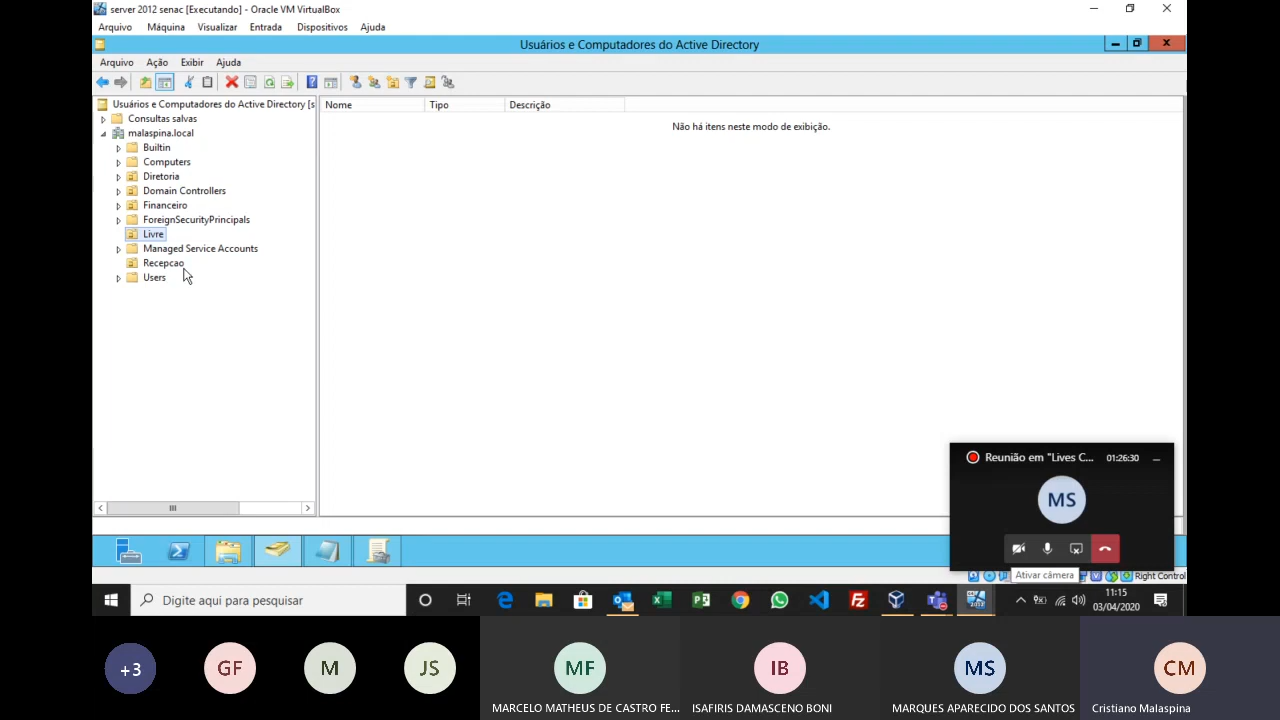 server 2012 senac [Executando] - Oracle VM VirtualBox
Arquivo Máquina Visualizar Entrada Dispositivos Ajuda
Usuários e Computadores do Active Directory
Arquivo Ação Exibir Ajuda
Usuários e Computadores do Active Directory [s
Nome Tipo Descrição
Consultas salvas
Não há itens neste modo de exibição.
malaspina.local
Builtin
Computers
Diretoria
Domain Controllers
Financeiro
ForeignSecurityPrincipals
Livre
Managed Service Accounts
Recepcao
Users
Reunião em "Lives C... 01:26:30
MS
Ativar câmera
Right Control
Digite aqui para pesquisar
11:15
03/04/2020
+3 GF M JS MF IB MS CM
MARCELO MATHEUS DE CASTRO FE... ISAFIRIS DAMASCENO BONI MARQUES APARECIDO DOS SANTOS Cristiano Malaspina